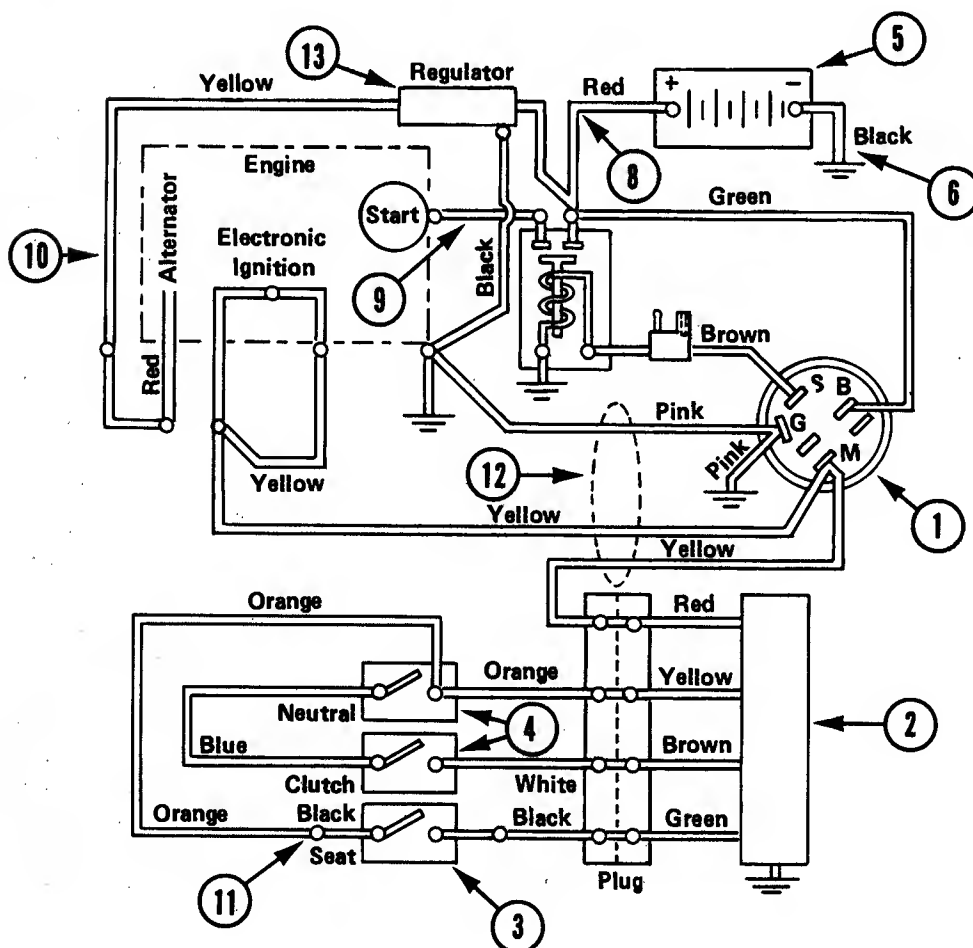 13
5
Yellow
Regulator
Red
+
−
Black
8
6
Engine
Green
Start
Alternator
10
Electronic
Ignition
9
Black
Brown
Red
S
B
Pink
G
M
Pink
12
Yellow
1
Yellow
Yellow
Orange
Red
Orange
Yellow
Neutral
4
2
Blue
Brown
Clutch
White
Orange
Black
Black
Green
Seat
Plug
11
3